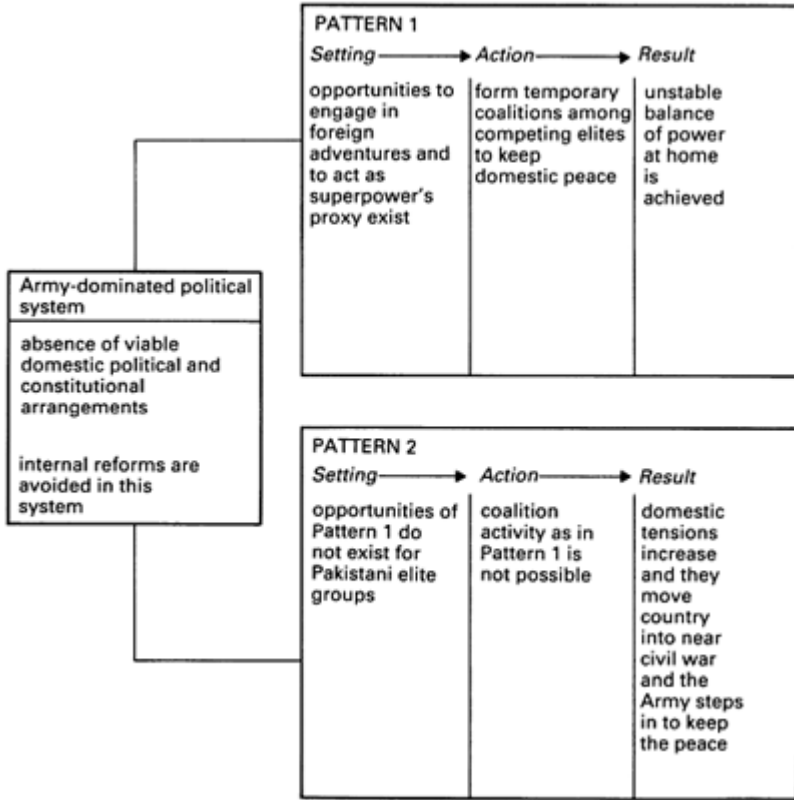 PATTERN 1
Setting Action Result
opportunities to
engage in
foreign
adventures and
to act as
superpower's
proxy exist
form temporary
coalitions among
competing elites
to keep
domestic peace
unstable
balance
of power
at home
is
achieved
Army-dominated political
system
absence of viable
domestic political and
constitutional
arrangements
internal reforms are
avoided in this
system
PATTERN 2
Setting Action Result
opportunities of
Pattern 1 do
not exist for
Pakistani elite
groups
coalition
activity as in
Pattern 1 is
not possible
domestic
tensions
increase
and they
move
country
into near
civil war
and the
Army steps
in to keep
the peace